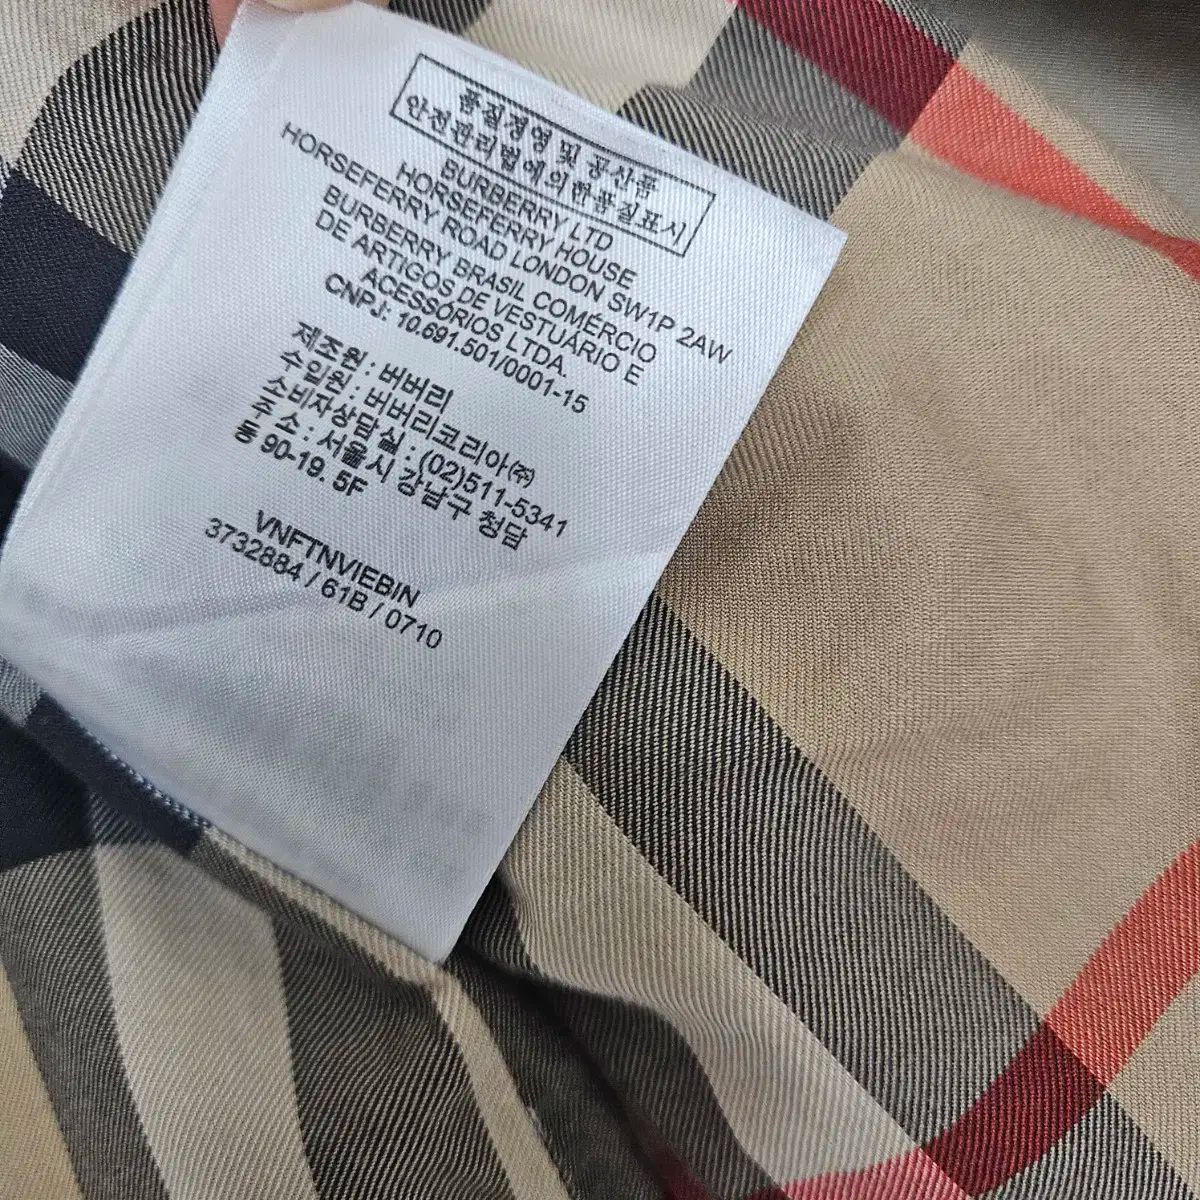 품질경영 및 공산품
안전관리법에의한품질표시
BURBERRY LTD
HORSEFERRY HOUSE
HORSEFERRY ROAD LONDON SW1P 2AW
BURBERRY BRASIL COMÉRCIO
DE ARTIGOS DE VESTUÁRIO E
ACESSÓRIOS LTDA.
CNPJ: 10.691.501/0001-15
제조원 : 버버리
수입원 : 버버리코리아㈜
소비자상담실 : (02)511-5341
주 소 : 서울시 강남구 청담
동 90-19. 5F
VNFTNVIEBIN
3732884 / 61B / 0710